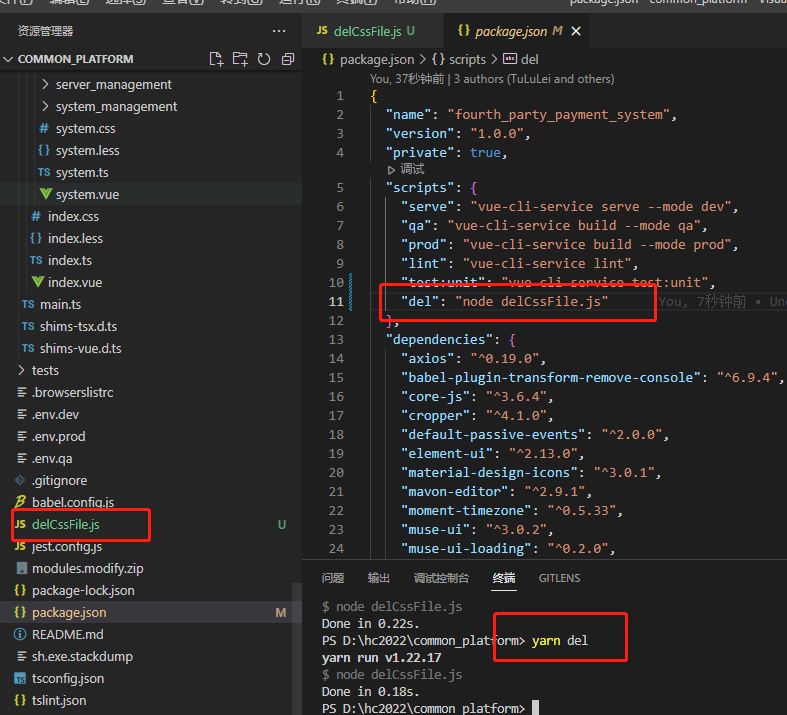 资源管理器
COMMON_PLATFORM
server_management
system_management
# system.css
{} system.less
TS system.ts
system.vue
# index.css
{} index.less
TS index.ts
index.vue
TS main.ts
TS shims-tsx.d.ts
TS shims-vue.d.ts
tests
.browserslistrc
.env.dev
.env.prod
.env.qa
.gitignore
babel.config.js
JS delCssFile.js U
JS jest.config.js
modules.modify.zip
{} package-lock.json
{} package.json M
README.md
sh.exe.stackdump
TS tsconfig.json
{} tslint.json
JS delCssFile.js U
{} package.json M
{} package.json > {} scripts > abc del
You, 37秒钟前 | 3 authors (TuLuLei and others)
1 {
2 "name": "fourth_party_payment_system",
3 "version": "1.0.0",
4 "private": true,
调试
5 "scripts": {
6 "serve": "vue-cli-service serve --mode dev",
7 "qa": "vue-cli-service build --mode qa",
8 "prod": "vue-cli-service build --mode prod",
9 "lint": "vue-cli-service lint",
10 "test:unit": "vue-cli-service test:unit",
11 "del": "node delCssFile.js" You, 7秒钟前 •
12 },
13 "dependencies": {
14 "axios": "^0.19.0",
15 "babel-plugin-transform-remove-console": "^6.9.4",
16 "core-js": "^3.6.4",
17 "cropper": "^4.1.0",
18 "default-passive-events": "^2.0.0",
19 "element-ui": "^2.13.0",
20 "material-design-icons": "^3.0.1",
21 "mavon-editor": "^2.9.1",
22 "moment-timezone": "^0.5.33",
23 "muse-ui": "^3.0.2",
24 "muse-ui-loading": "^0.2.0",
问题 输出 调试控制台 终端 GITLENS
$ node delCssFile.js
Done in 0.22s.
PS D:\hc2022\common_platform> yarn del
yarn run v1.22.17
$ node delCssFile.js
Done in 0.18s.
PS D:\hc2022\common_platform>